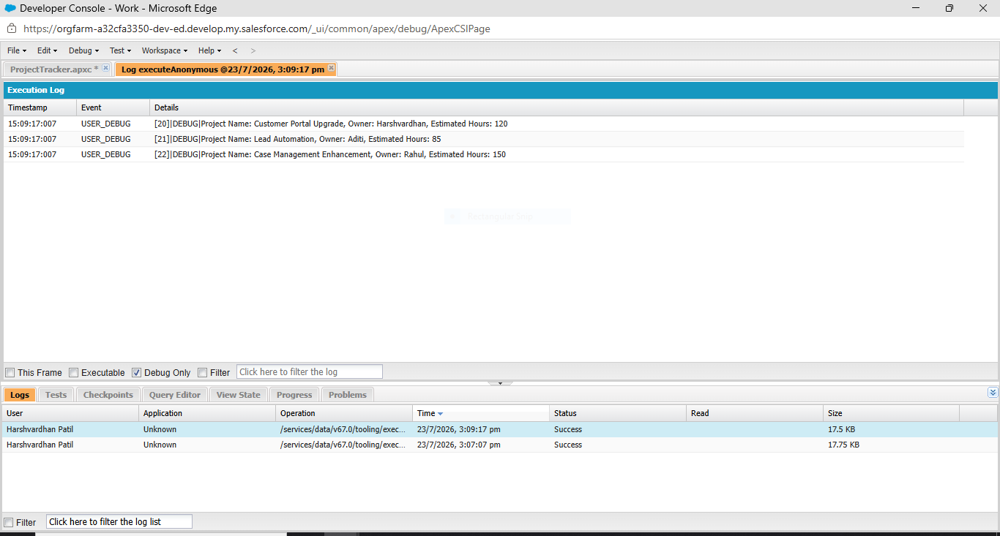 Developer Console - Work - Microsoft Edge
https://orgfarm-a32cfa3350-dev-ed.develop.my.salesforce.com/_ui/common/apex/debug/ApexCSIPage
File Edit Debug Test Workspace Help < >
ProjectTracker.apxc * Log executeAnonymous @23/7/2026, 3:09:17 pm
Execution Log
Timestamp Event Details
15:09:17:007 USER_DEBUG [20]|DEBUG|Project Name: Customer Portal Upgrade, Owner: Harshvardhan, Estimated Hours: 120
15:09:17:007 USER_DEBUG [21]|DEBUG|Project Name: Lead Automation, Owner: Aditi, Estimated Hours: 85
15:09:17:007 USER_DEBUG [22]|DEBUG|Project Name: Case Management Enhancement, Owner: Rahul, Estimated Hours: 150
Rectangular Snip
This Frame Executable Debug Only Filter Click here to filter the log
Logs Tests Checkpoints Query Editor View State Progress Problems
User Application Operation Time Status Read Size
Harshvardhan Patil Unknown /services/data/v67.0/tooling/exec... 23/7/2026, 3:09:17 pm Success 17.5 KB
Harshvardhan Patil Unknown /services/data/v67.0/tooling/exec... 23/7/2026, 3:07:07 pm Success 17.75 KB
Filter Click here to filter the log list